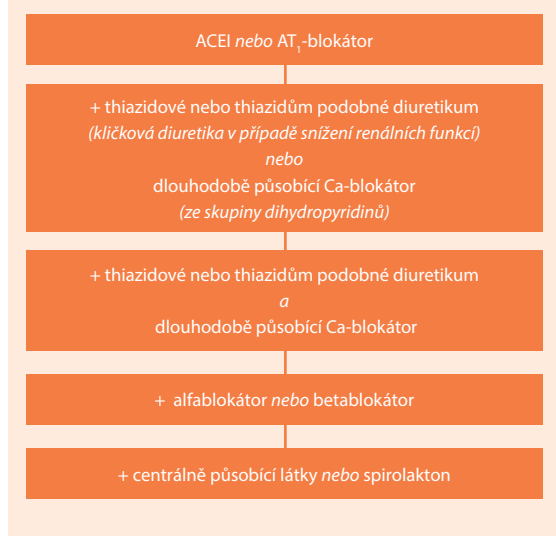 ACEI nebo AT1-blokátor
+ thiazidové nebo thiazidům podobné diuretikum
(kličková diuretika v případě snížení renálních funkcí)
nebo
dlouhodobě působící Ca-blokátor
(ze skupiny dihydropyridinů)
+ thiazidové nebo thiazidům podobné diuretikum
a
dlouhodobě působící Ca-blokátor
+ alfablokátor nebo betablokátor
+ centrálně působící látky nebo spirolakton